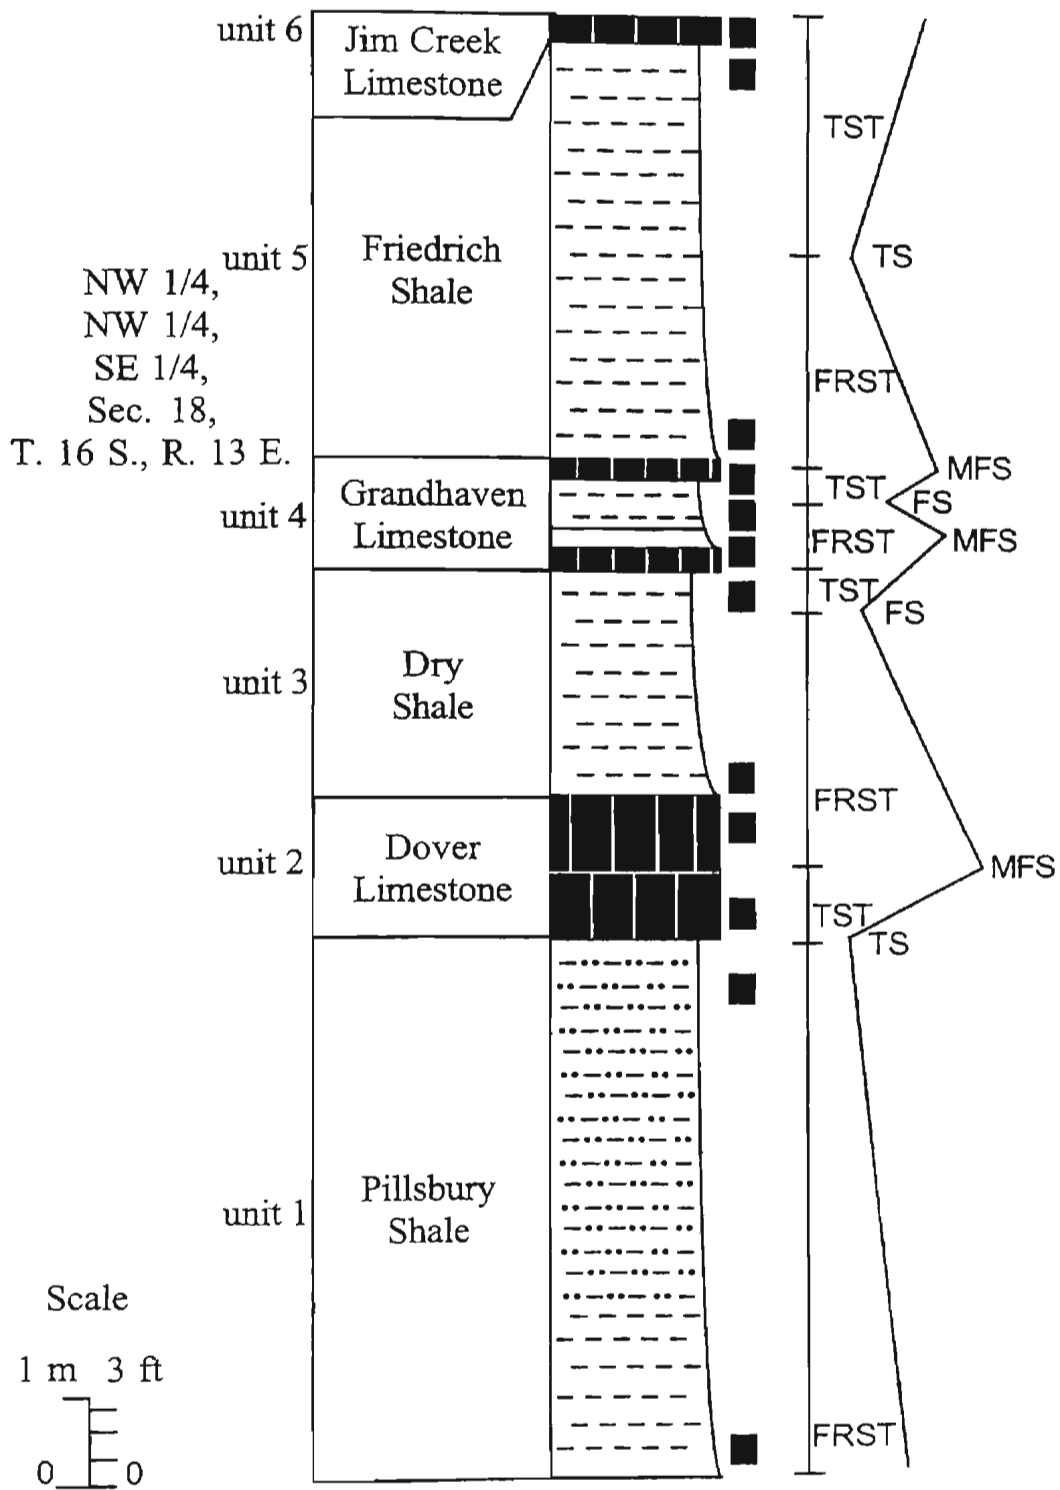 unit 6
Jim Creek
Limestone
TST
unit 5
Friedrich
Shale
TS
NW 1/4,
NW 1/4,
SE 1/4,
Sec. 18,
T. 16 S., R. 13 E.
FRST
MFS
unit 4
Grandhaven
Limestone
TST
FS
FRST
MFS
TST
FS
unit 3
Dry
Shale
FRST
unit 2
Dover
Limestone
MFS
TST
TS
unit 1
Pillsbury
Shale
Scale
1 m 3 ft
0 0
FRST